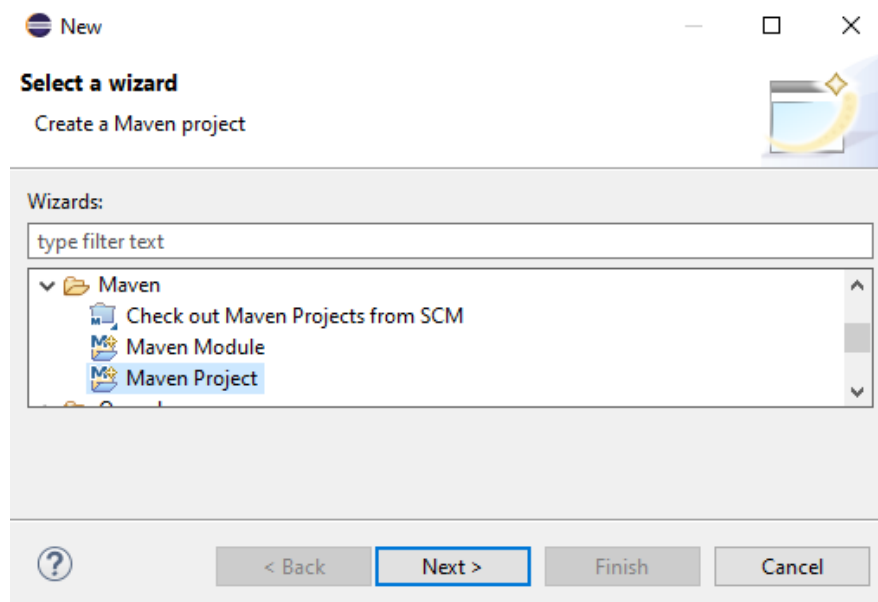 New
Select a wizard
Create a Maven project
Wizards:
type filter text
Maven
Check out Maven Projects from SCM
Maven Module
Maven Project
? < Back Next > Finish Cancel